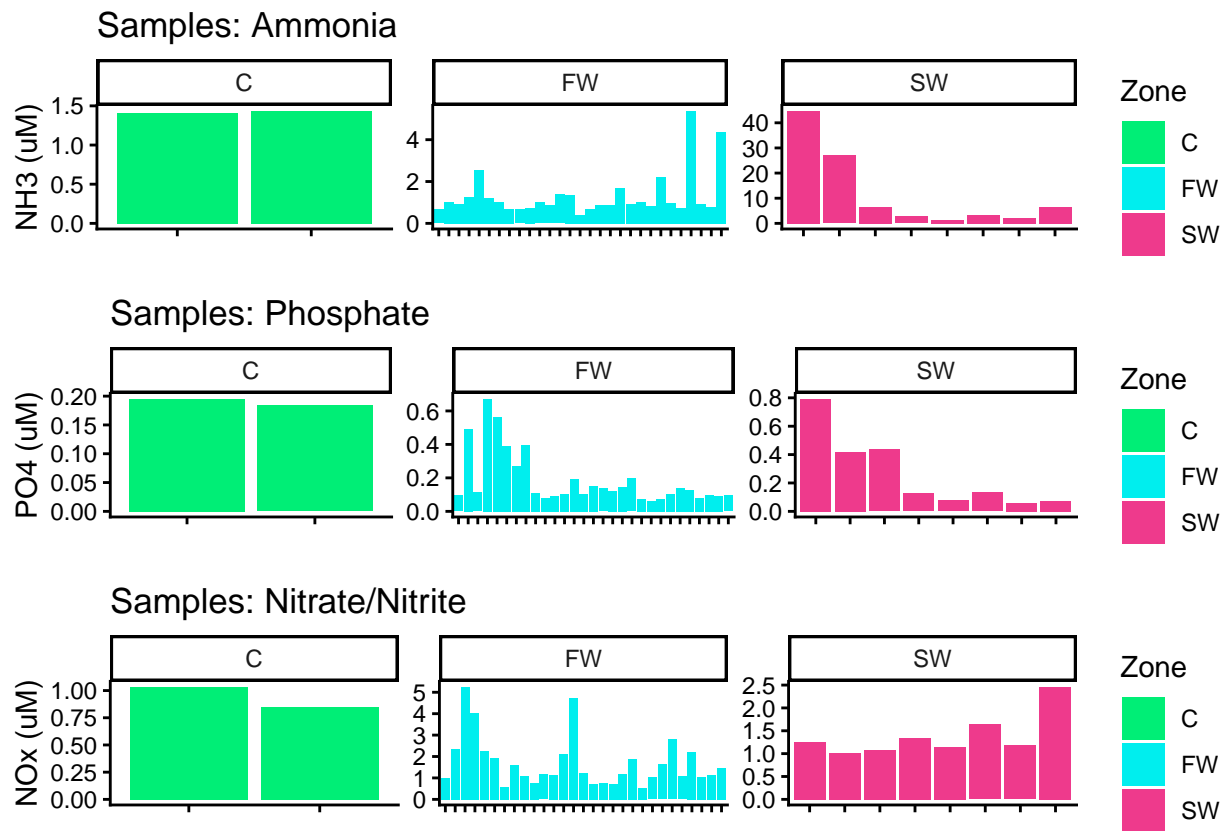 Samples: Ammonia
C FW SW
NH3 (uM)
1.5
1.0
0.5
0.0
4
2
0
40
30
20
10
0
Zone
C
FW
SW
Samples: Phosphate
C FW SW
PO4 (uM)
0.20
0.15
0.10
0.05
0.00
0.6
0.4
0.2
0.0
0.8
0.6
0.4
0.2
0.0
Zone
C
FW
SW
Samples: Nitrate/Nitrite
C FW SW
NOx (uM)
1.00
0.75
0.50
0.25
0.00
5
4
3
2
1
0
2.5
2.0
1.5
1.0
0.5
0.0
Zone
C
FW
SW